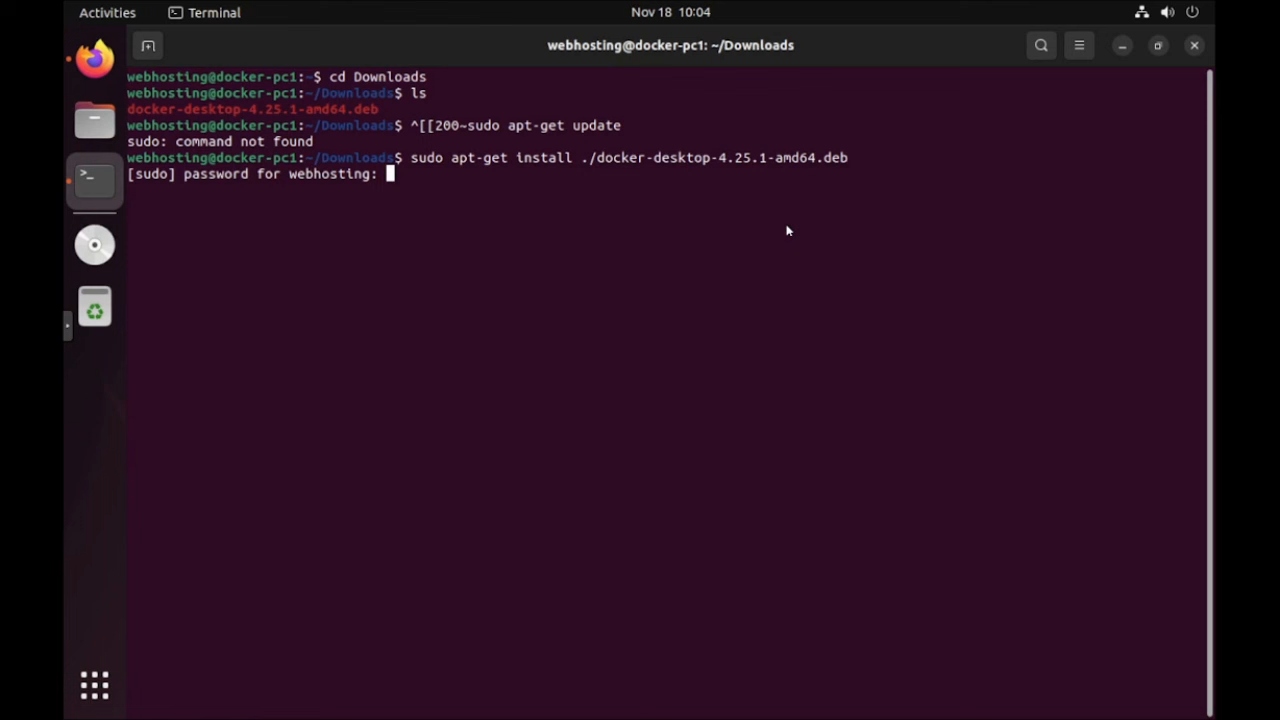 Activities
Terminal
Nov 18 10:04
webhosting@docker-pc1: ~/Downloads
webhosting@docker-pc1:~$ cd Downloads
webhosting@docker-pc1:~/Downloads$ ls
docker-desktop-4.25.1-amd64.deb
webhosting@docker-pc1:~/Downloads$ ^[[200~sudo apt-get update
sudo: command not found
webhosting@docker-pc1:~/Downloads$ sudo apt-get install ./docker-desktop-4.25.1-amd64.deb
[sudo] password for webhosting: